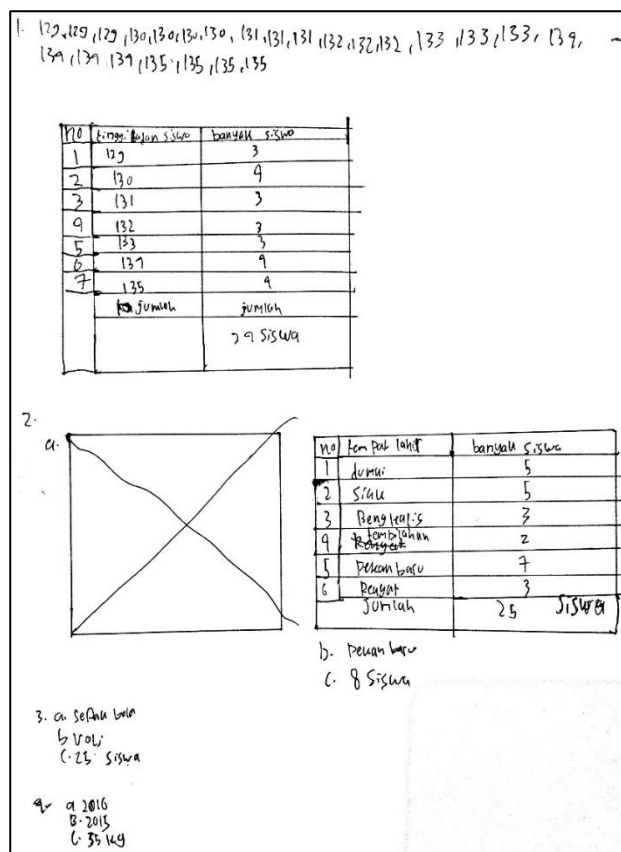 1. 129, 129, 129, 130, 130, 130, 130, 131, 131, 131, 132, 132, 132, 133, 133, 133, 134,
134, 134, 134, 135, 135, 135, 135
no tinggi badan siswa banyak siswa
1 129 3
2 130 4
3 131 3
4 132 3
5 133 3
6 134 4
7 135 4
jumlah jumlah
24 siswa
2.
a.
no tempat lahir banyak siswa
1 dumai 5
2 siak 5
3 Bengkalis 3
4 tembilahan 2
5 pekan baru 7
6 Rengat 3
jumlah 25 siswa
b. Pekan baru
c. 8 siswa
3. a. sepak bola
b voli
c. 25 siswa
4. a 2016
B. 2015
C. 35 kg